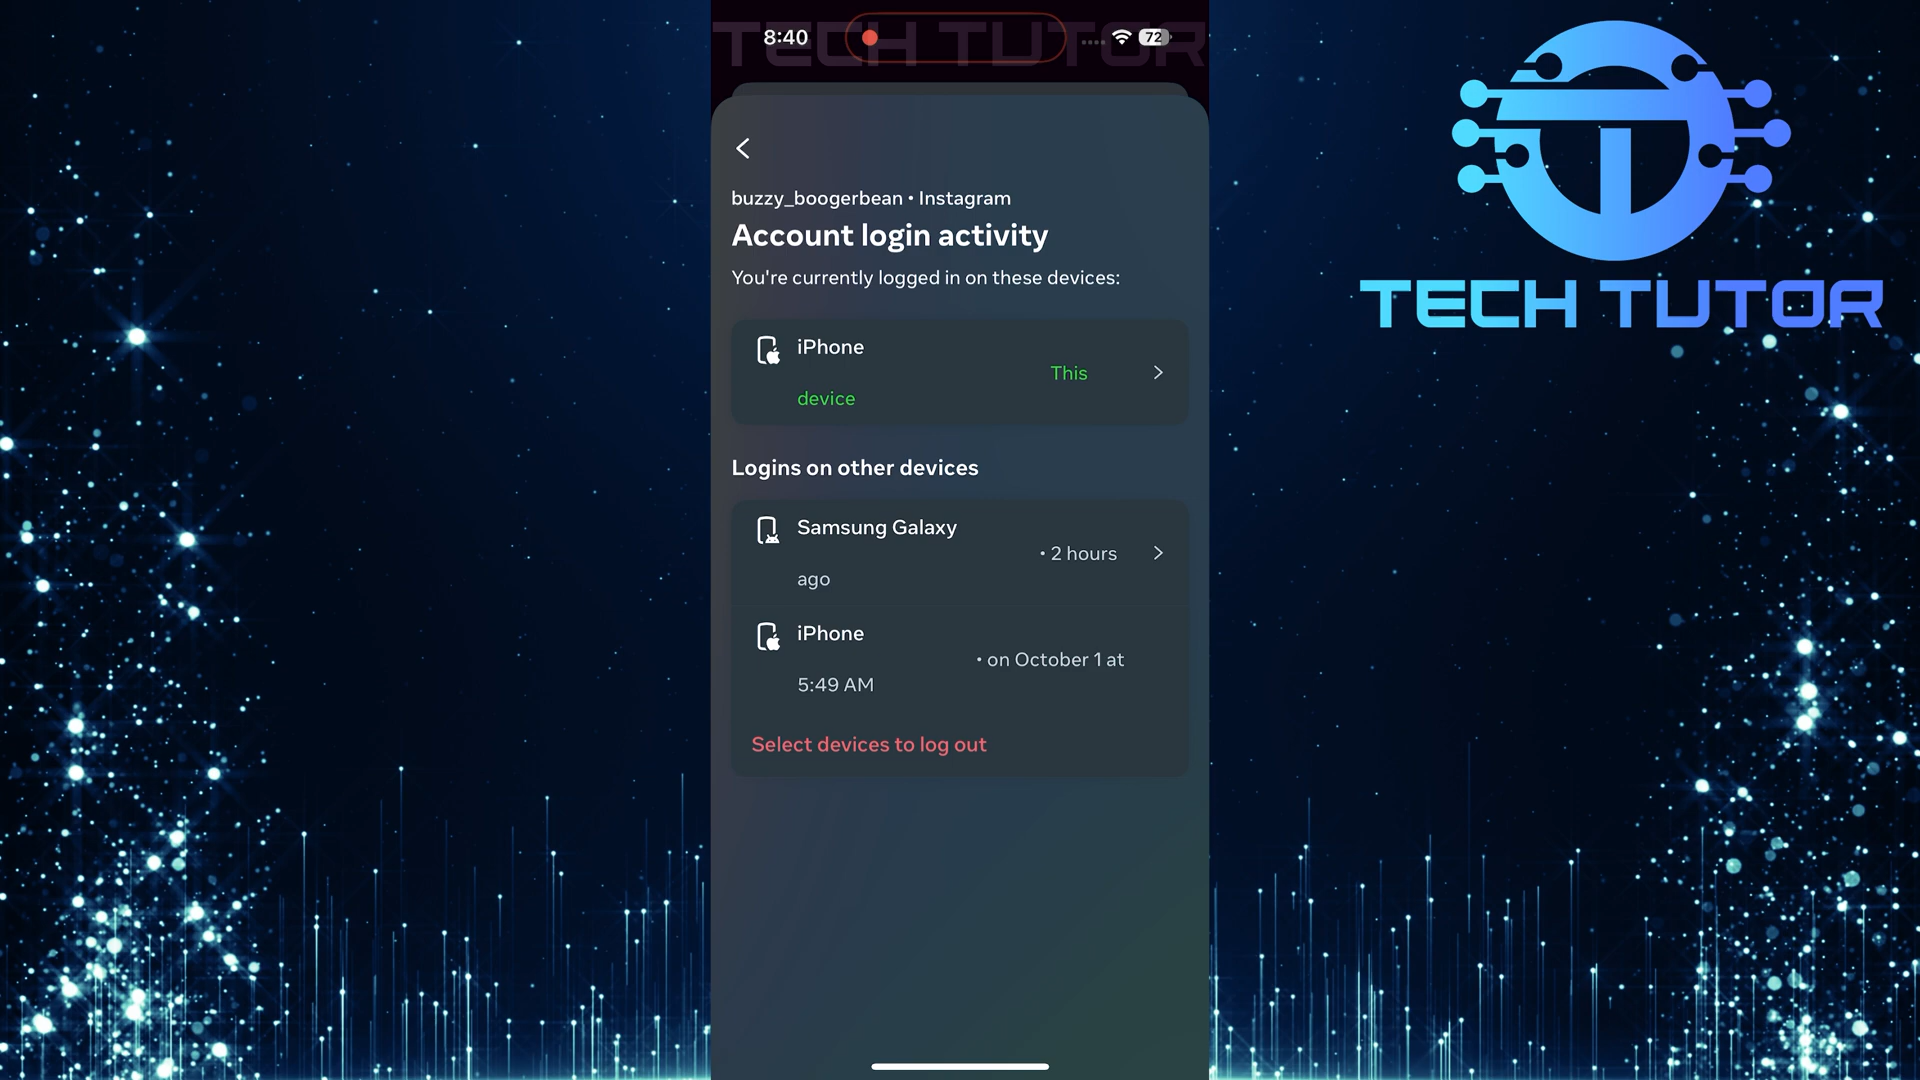 TECH TUTOR
8:40
72
buzzy_boogerbean • Instagram
Account login activity
You're currently logged in on these devices:
iPhone
This
device
Logins on other devices
Samsung Galaxy
• 2 hours
ago
iPhone
• on October 1 at
5:49 AM
Select devices to log out
TECH TUTOR